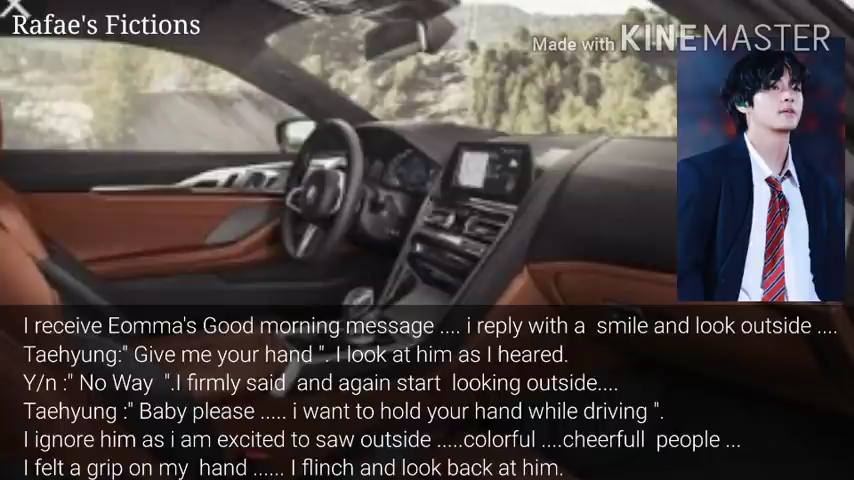 Rafae's Fictions
Made with KINEMASTER
I receive Eomma's Good morning message .... i reply with a smile and look outside ....
Taehyung:" Give me your hand ". I look at him as I heared.
Y/n :" No Way ".I firmly said and again start looking outside....
Taehyung :" Baby please ..... i want to hold your hand while driving ".
I ignore him as i am excited to saw outside .....colorful ....cheerfull people ...
I felt a grip on my hand ...... I flinch and look back at him.